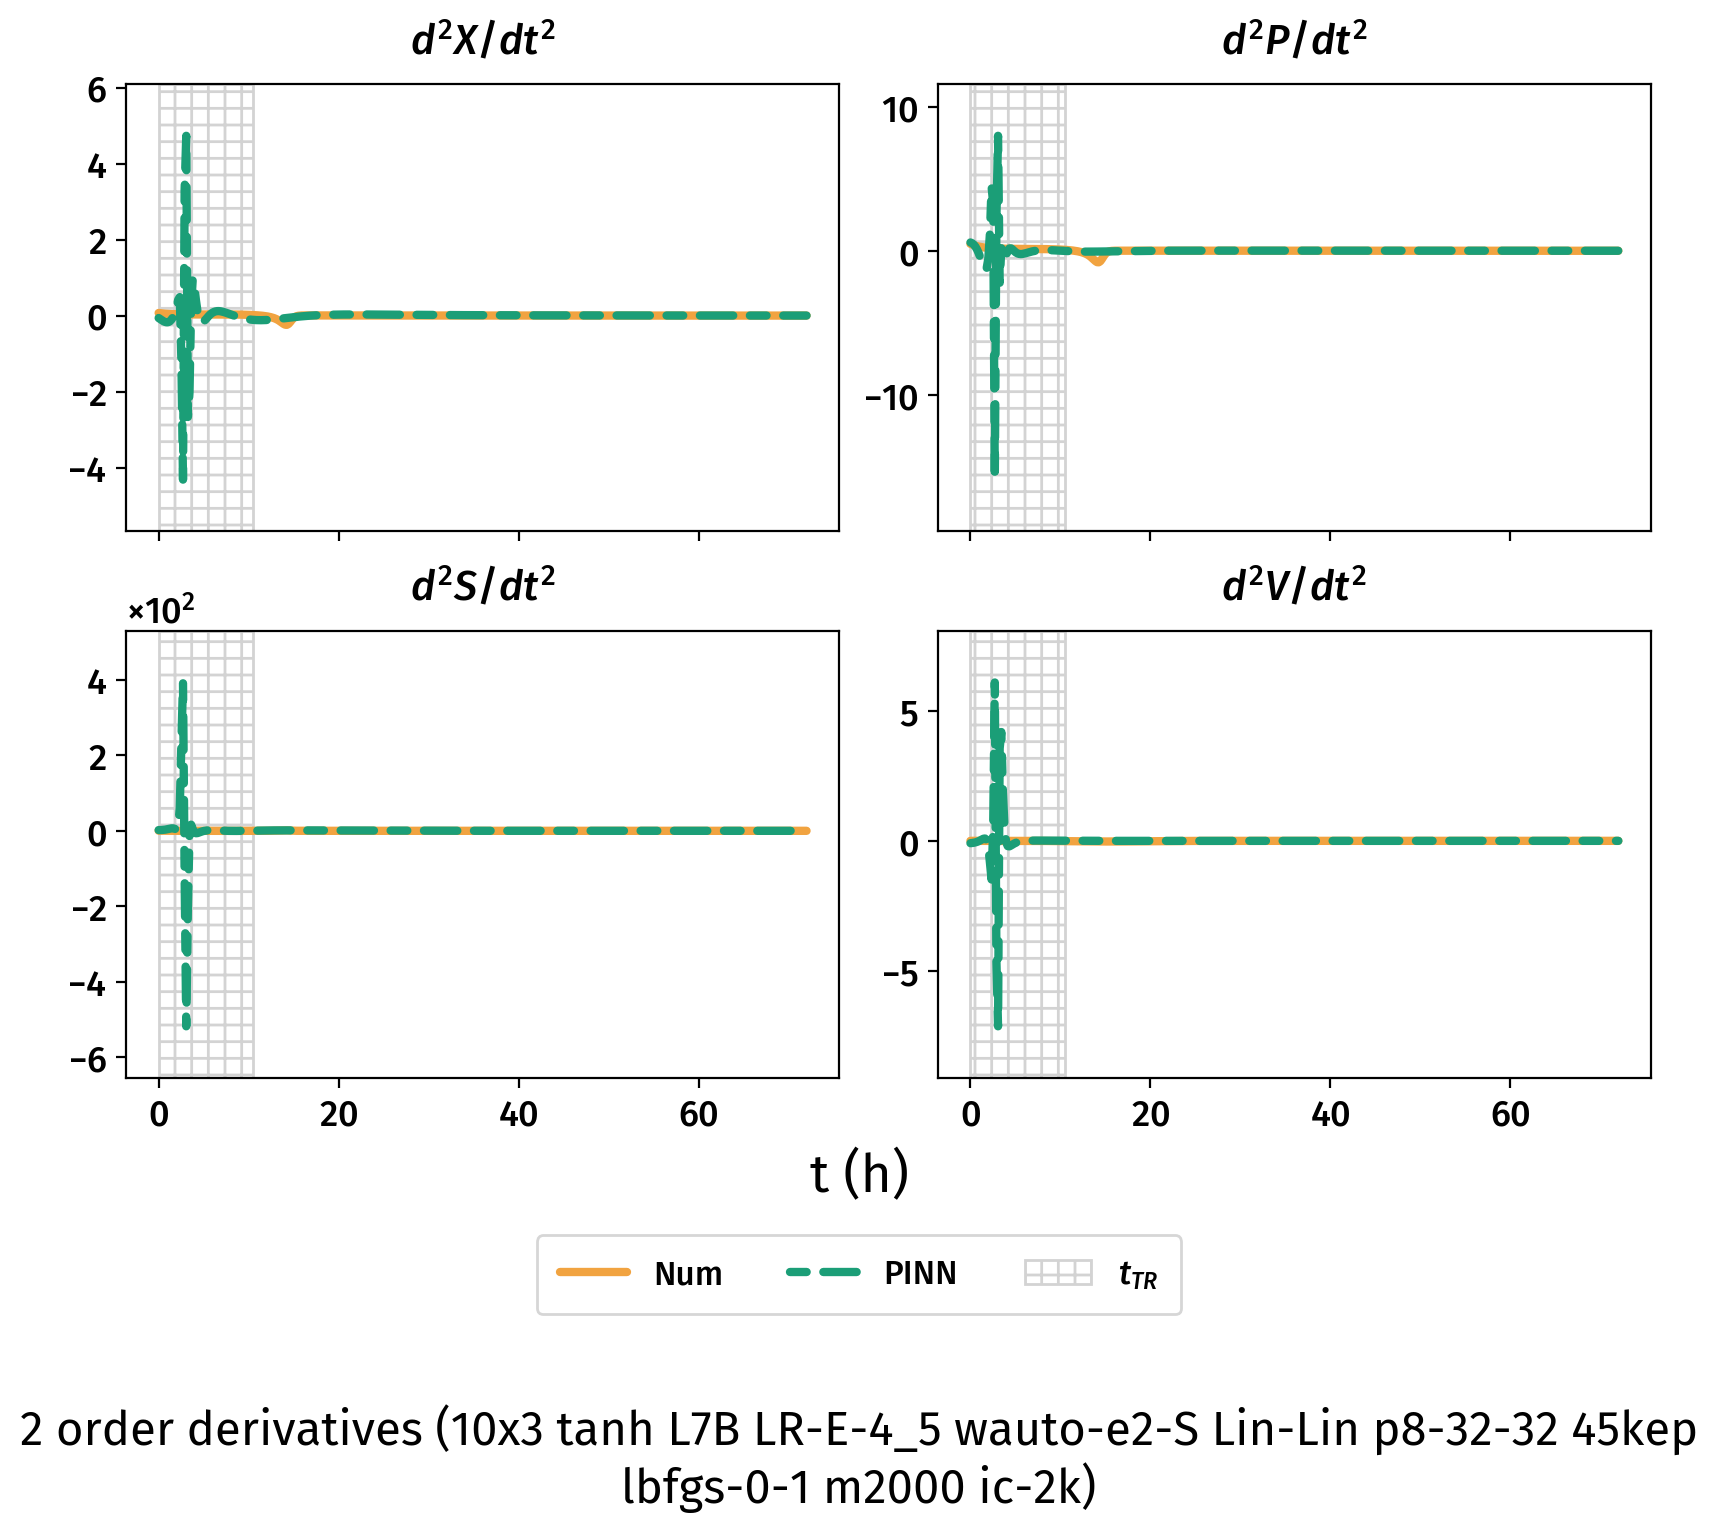 d²X/dt²
6
4
2
0
−2
−4
d²P/dt²
10
0
−10
d²S/dt²
×10²
4
2
0
−2
−4
−6
0 20 40 60
d²V/dt²
5
0
−5
0 20 40 60
t (h)
Num PINN t_TR
2 order derivatives (10x3 tanh L7B LR-E-4_5 wauto-e2-S Lin-Lin p8-32-32 45kep
lbfgs-0-1 m2000 ic-2k)